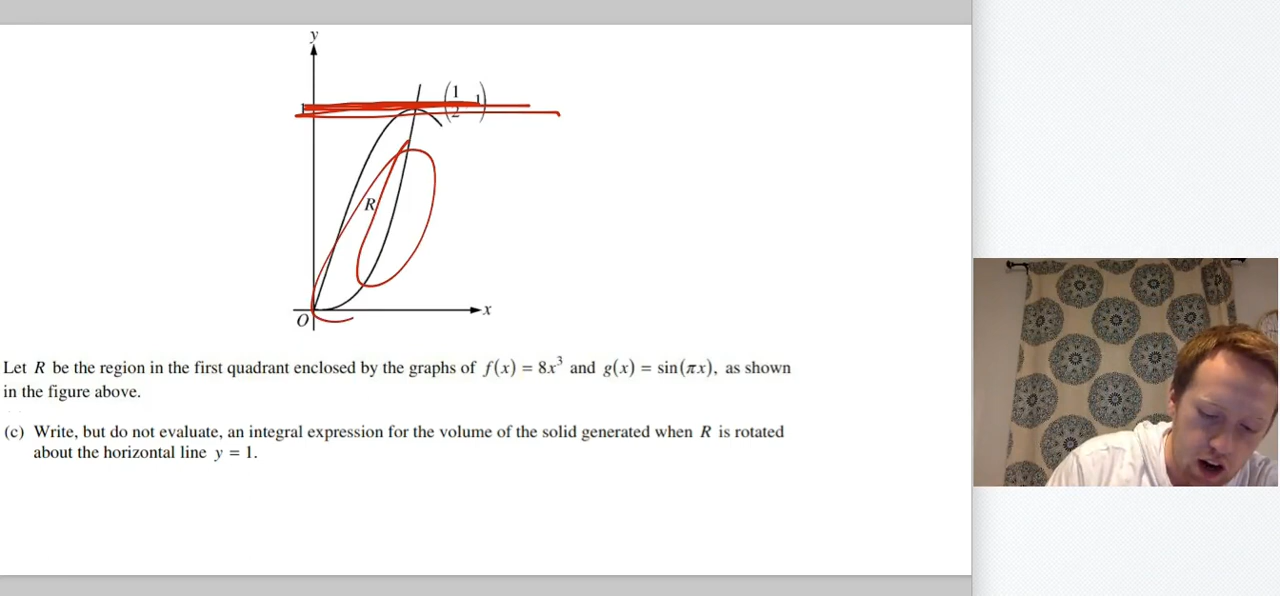 y
1
(1/2, 1)
R
O
x
Let R be the region in the first quadrant enclosed by the graphs of f(x) = 8x³ and g(x) = sin(πx), as shown
in the figure above.
(c) Write, but do not evaluate, an integral expression for the volume of the solid generated when R is rotated
about the horizontal line y = 1.